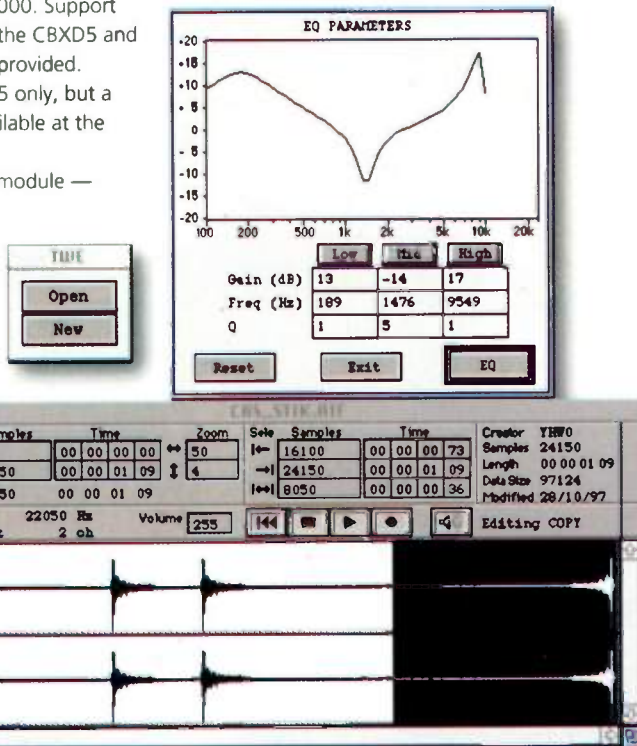 000. Support
the CBXD5 and
provided.
5 only, but a
ilable at the
module —
EQ PARAMETERS
+20
+15
+10
+5
0
- 5
-10
-15
-20
100 200 500 1k 2k 5k 10k 20k
Low Mid High
Gain (dB) 13 -14 17
Freq (Hz) 189 1476 9549
Q 1 5 1
Reset Exit EQ
Open
New
mples Time Zoom Sele Samples Time Creator YHW0
00 00 00 00 50 16100 00 00 00 73 Samples 24150
50 00 00 01 09 4 24150 00 00 01 09 Length 00 00 01 09
50 00 00 01 09 8050 00 00 00 36 Data Size 97124
Modified 28/10/97
22050 Hz Volume 255 Editing COPY
2 ch